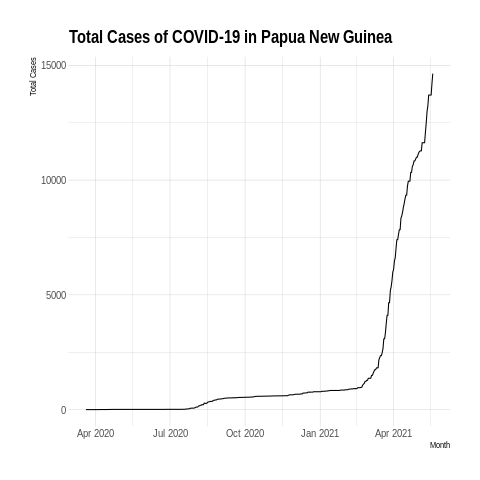 Total Cases of COVID-19 in Papua New Guinea
Total Cases
15000
10000
5000
0
Apr 2020 Jul 2020 Oct 2020 Jan 2021 Apr 2021
Month